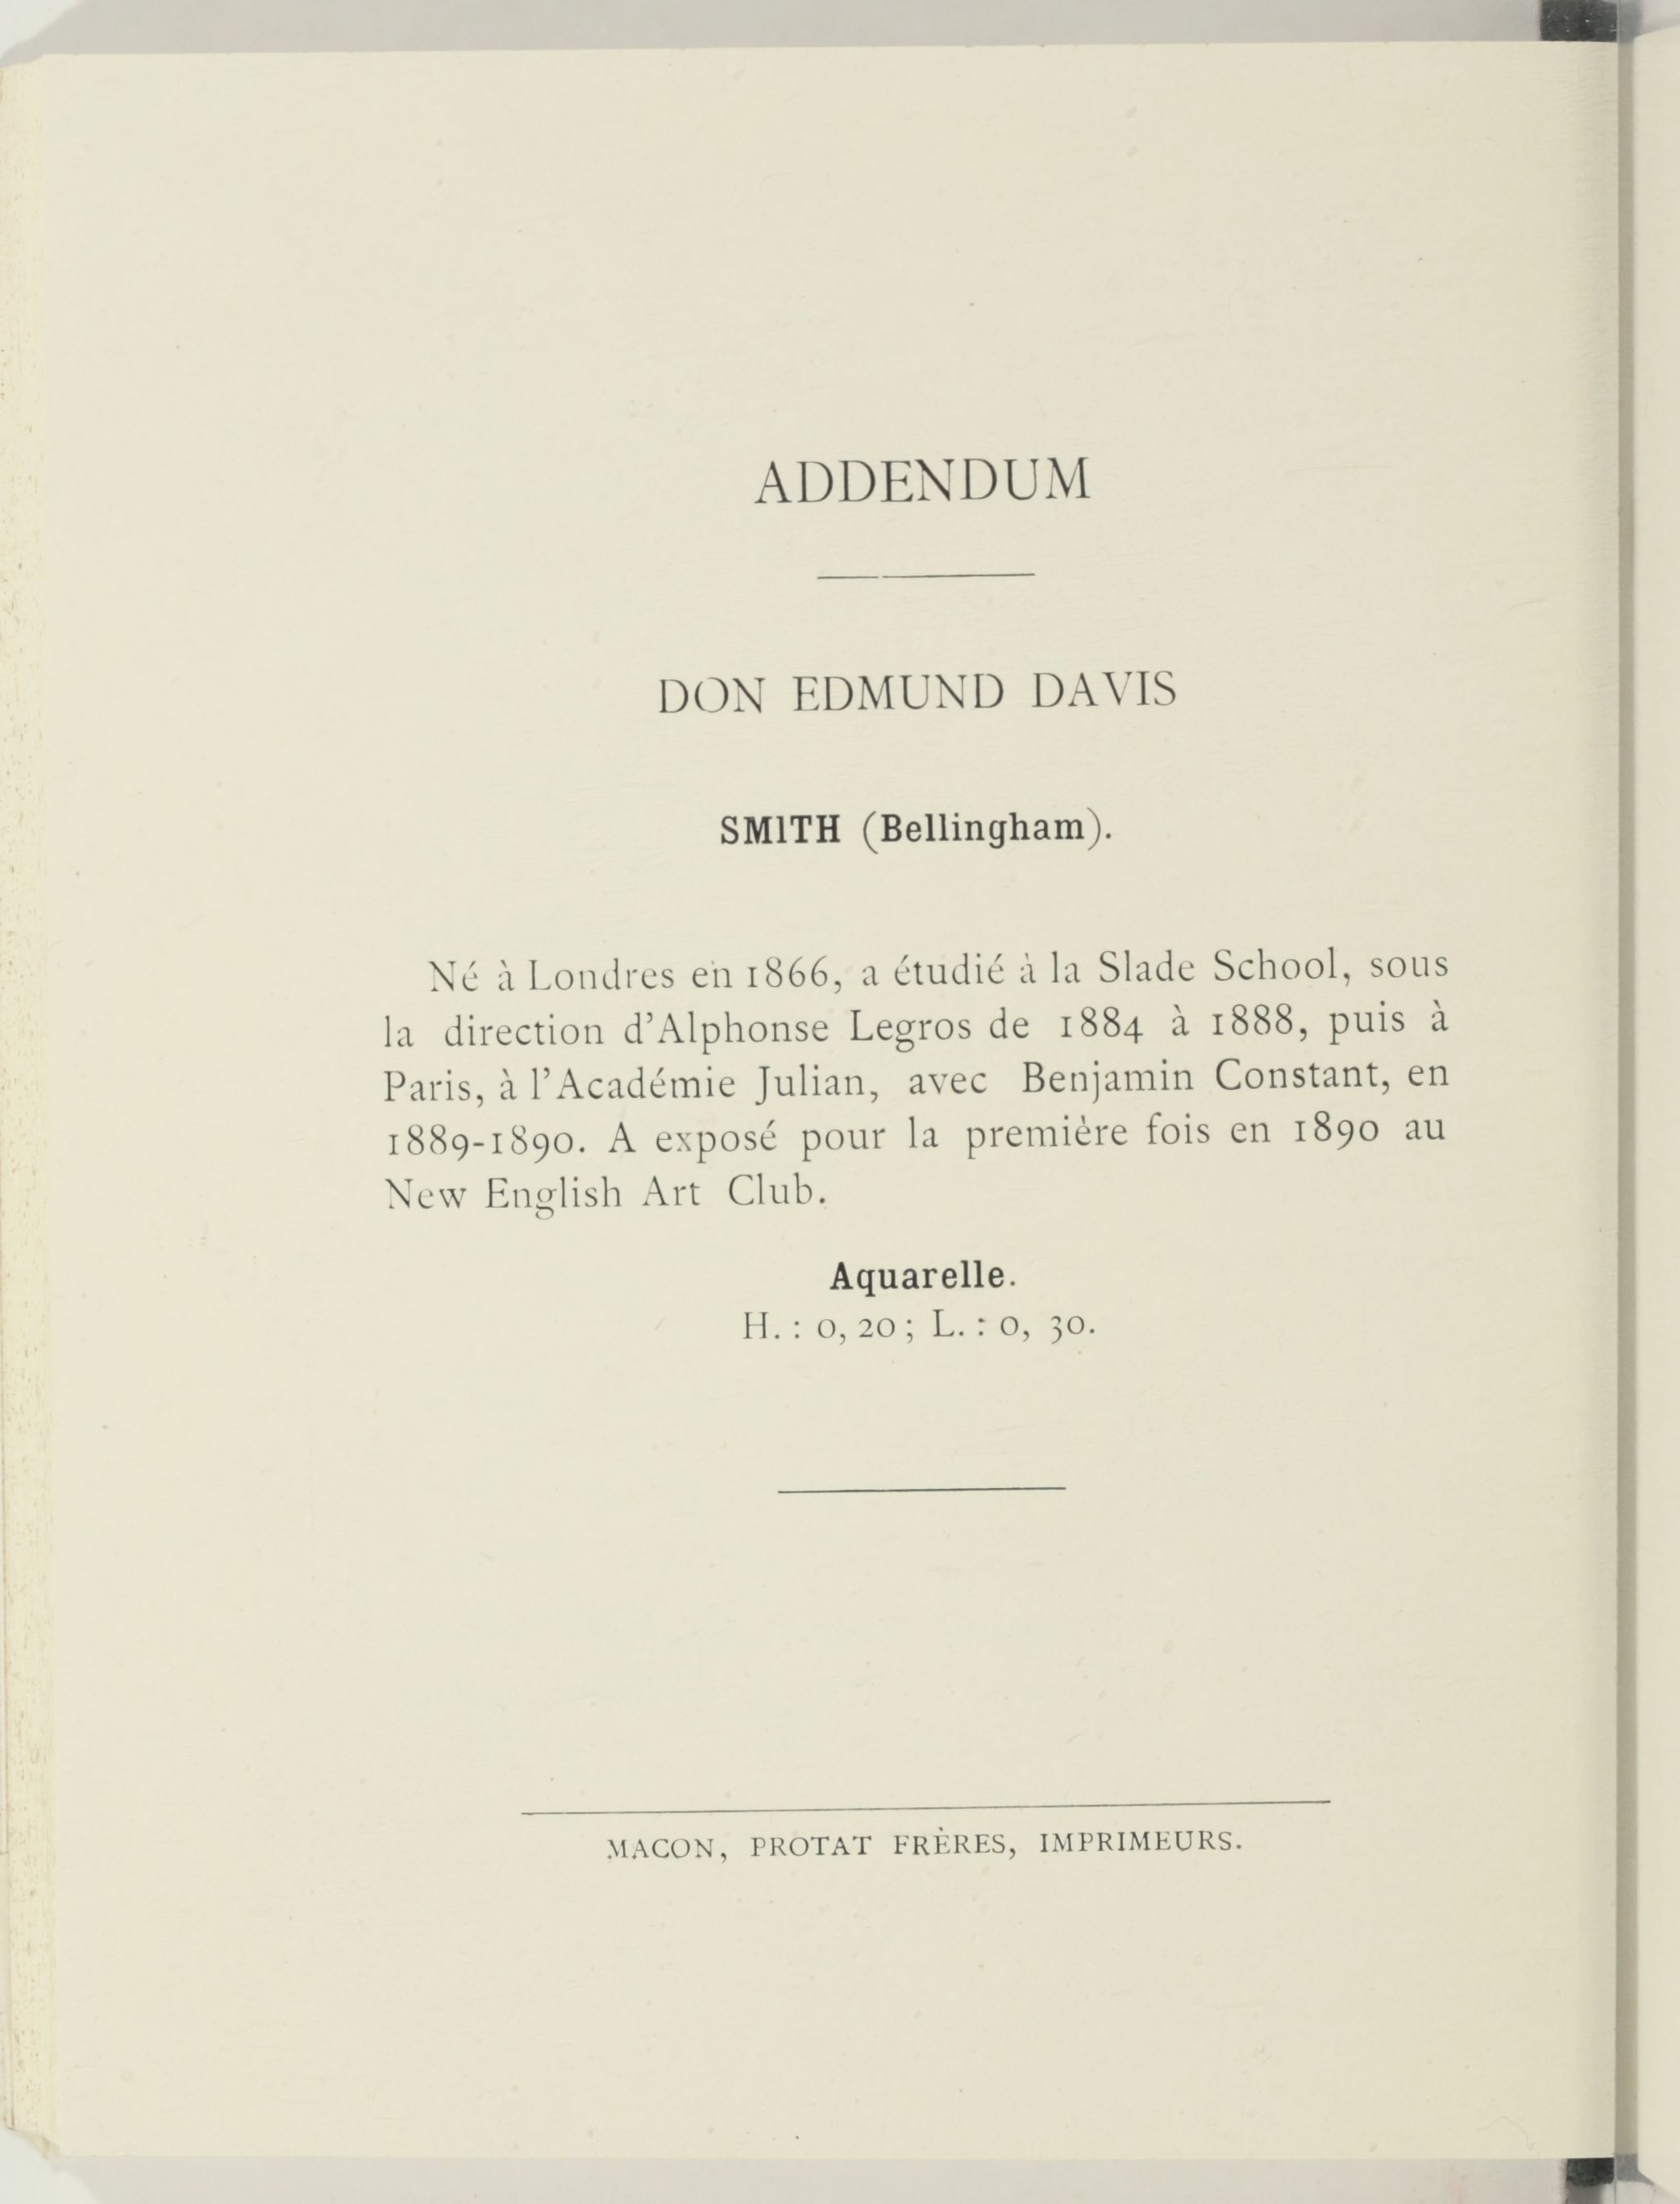 ADDENDUM
DON EDMUND DAVIS
SMITH (Bellingham).
Né à Londres en 1866, a étudié à la Slade School, sous
la direction d'Alphonse Legros de 1884 à 1888, puis à
Paris, à l'Académie Julian, avec Benjamin Constant, en
1889-1890. A exposé pour la première fois en 1890 au
New English Art Club.
Aquarelle.
H. : 0, 20 ; L. : 0, 30.
MACON, PROTAT FRÈRES, IMPRIMEURS.